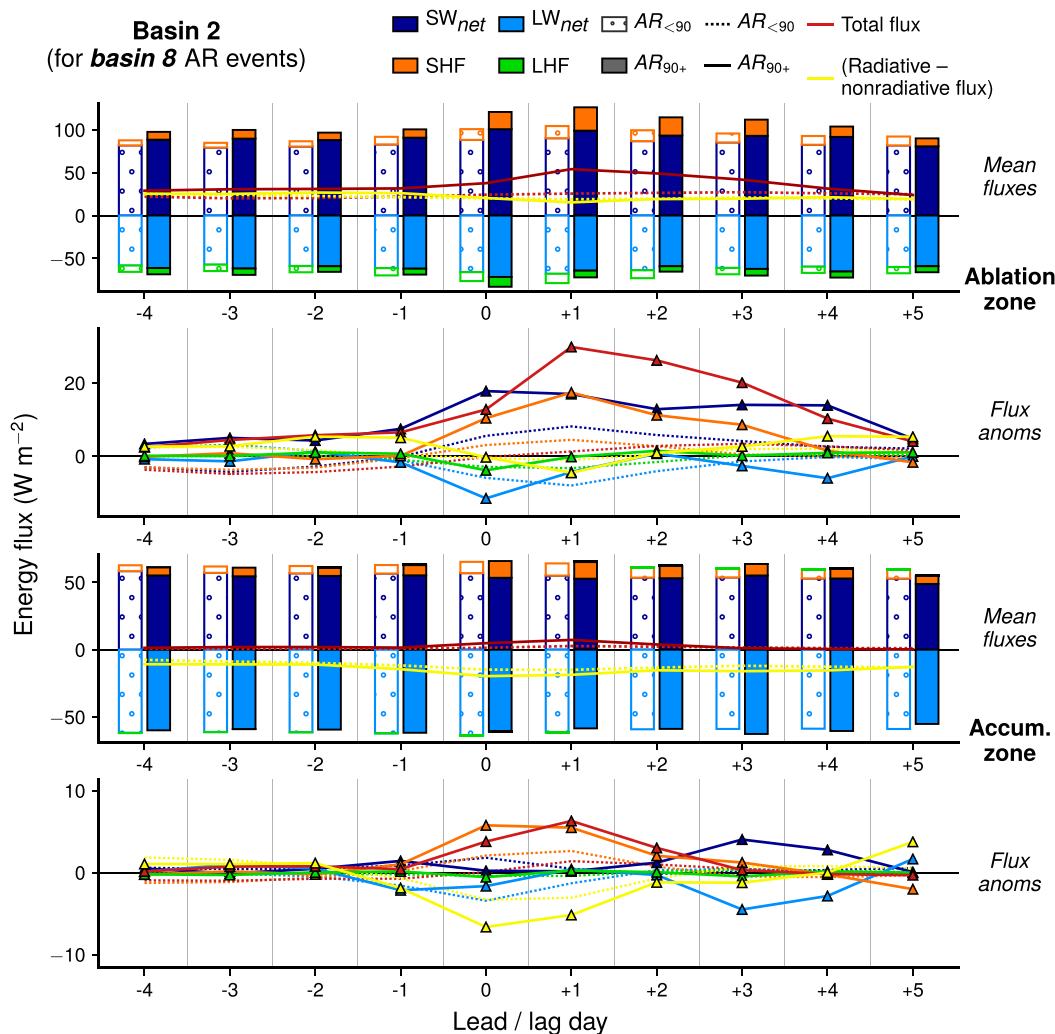 Basin 2
(for basin 8 AR events)
SWnet LWnet AR<90 AR<90 Total flux
SHF LHF AR90+ AR90+ (Radiative –
nonradiative flux)
100
50
0
−50
-4 -3 -2 -1 0 +1 +2 +3 +4 +5
Mean
fluxes
Ablation
zone
20
0
-4 -3 -2 -1 0 +1 +2 +3 +4 +5
Flux
anoms
Energy flux (W m−2)
50
0
−50
-4 -3 -2 -1 0 +1 +2 +3 +4 +5
Mean
fluxes
Accum.
zone
10
0
−10
-4 -3 -2 -1 0 +1 +2 +3 +4 +5
Flux
anoms
Lead / lag day